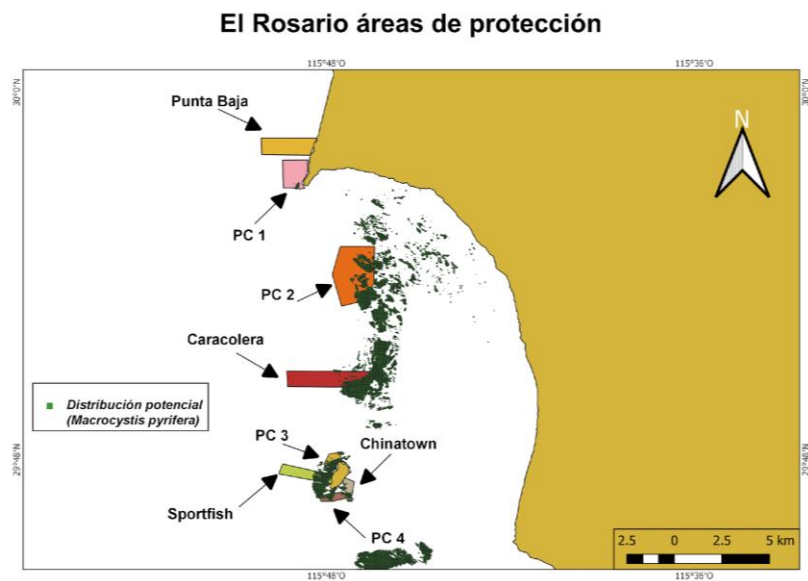 El Rosario áreas de protección
115°48'O
115°36'O
30°0'N
30°0'N
Punta Baja
N
PC 1
PC 2
Caracolera
Distribución potencial
(Macrocystis pyrifera)
PC 3
Chinatown
29°48'N
29°48'N
Sportfish
PC 4
2.5 0 2.5 5 km
115°48'O
115°36'O